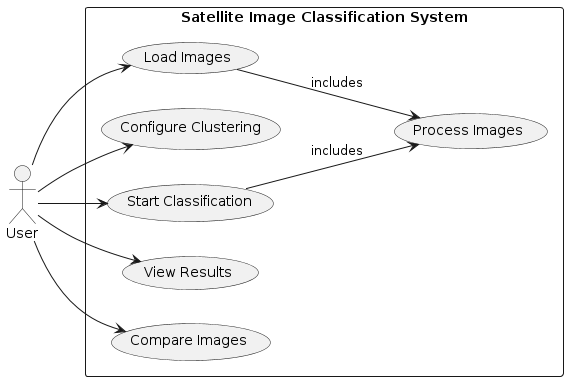 Satellite Image Classification System
Load Images
includes
Configure Clustering
Process Images
includes
Start Classification
User
View Results
Compare Images